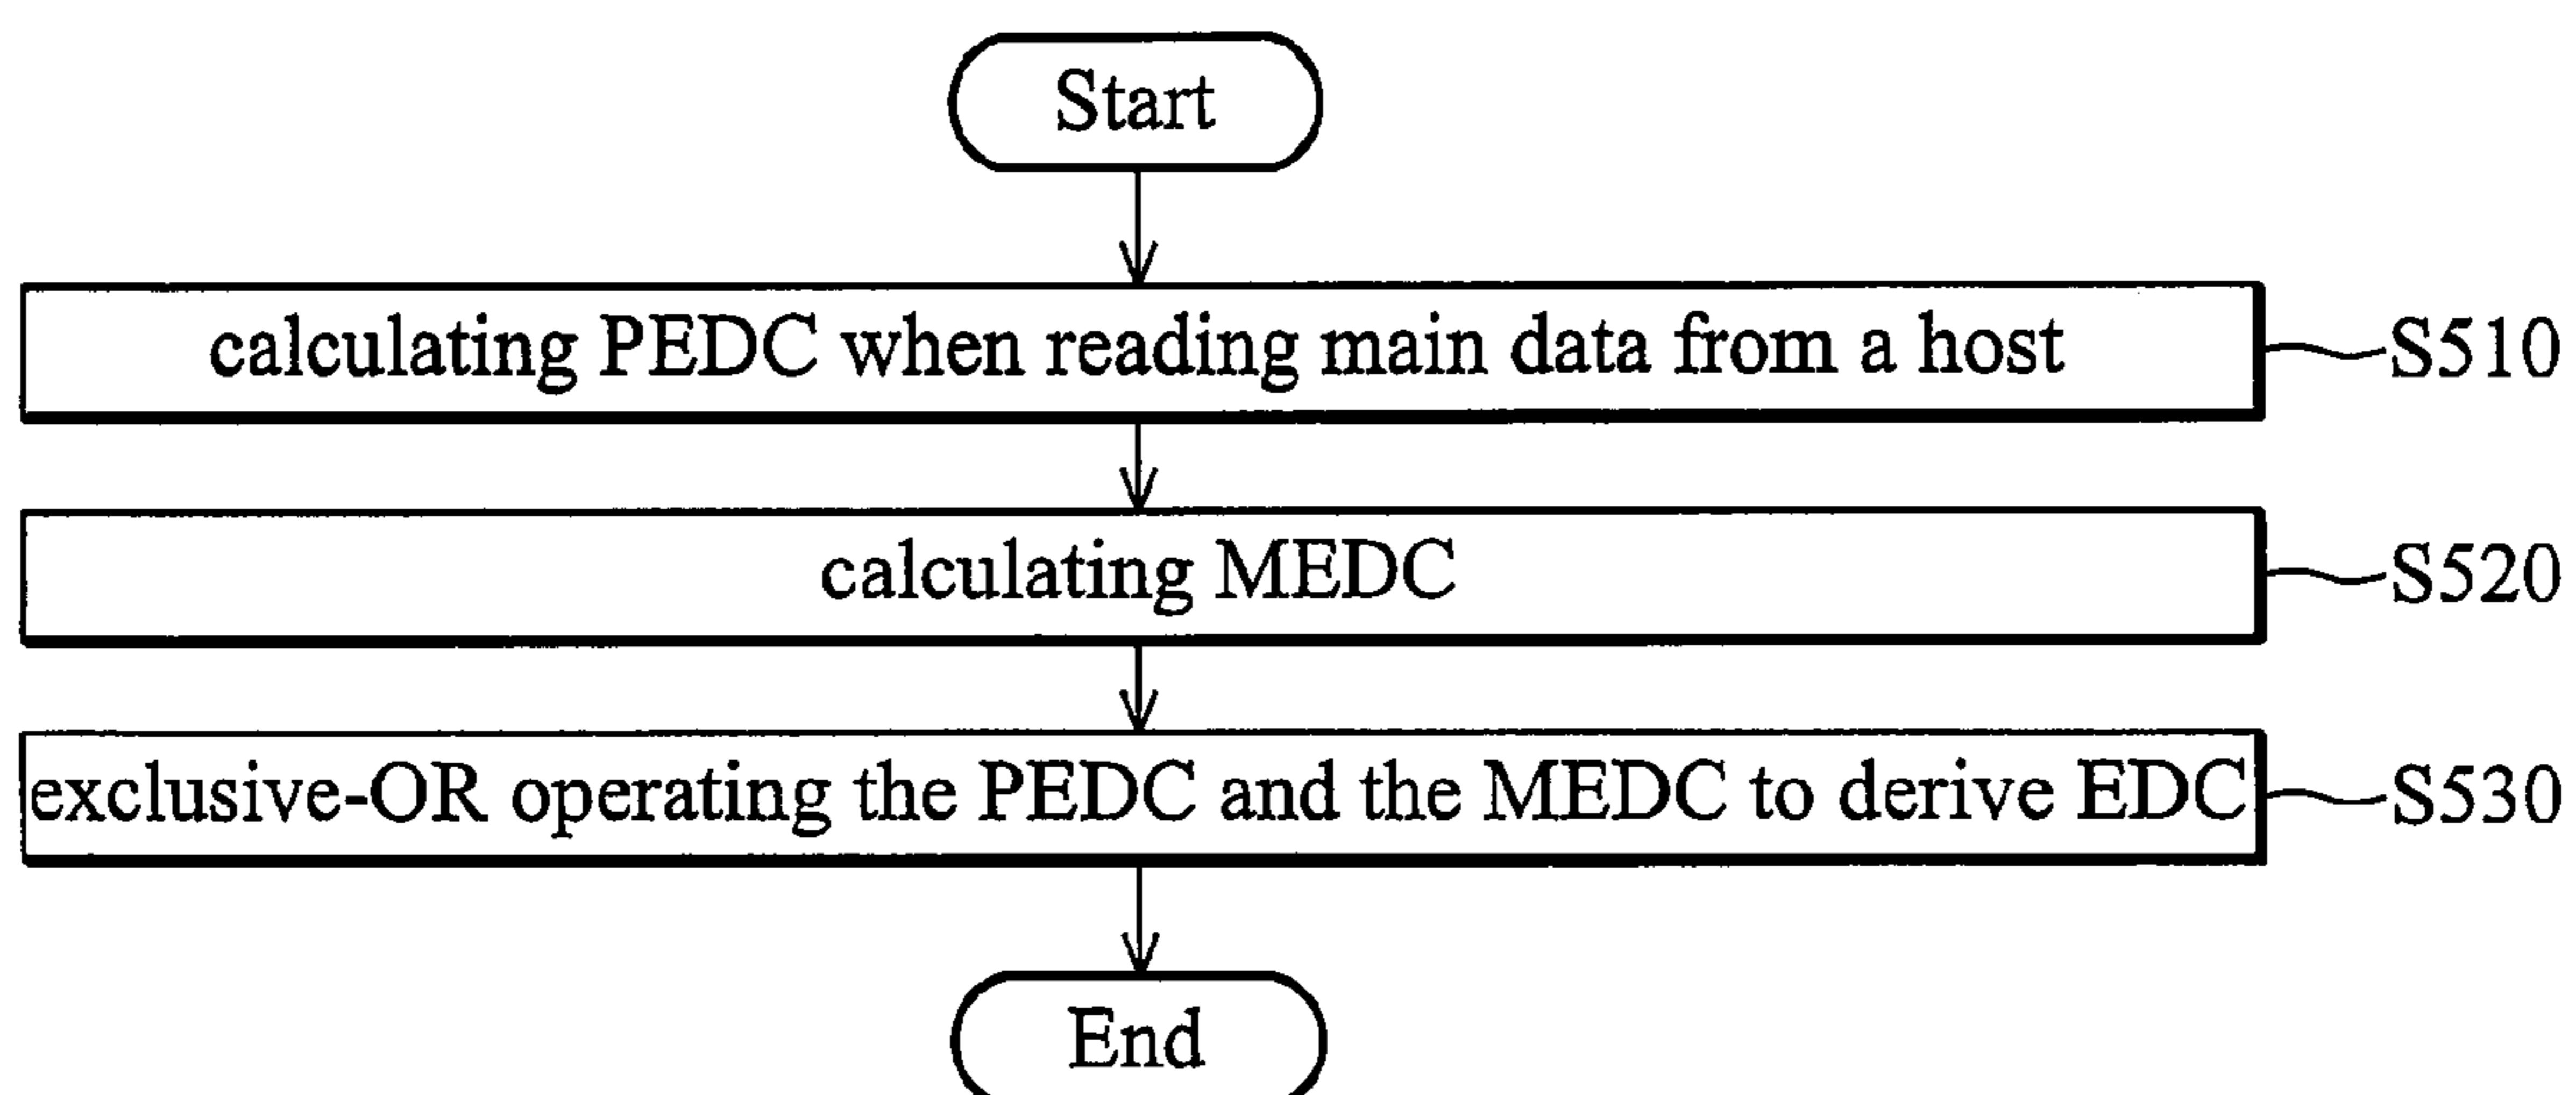 Start
calculating PEDC when reading main data from a host S510
calculating MEDC S520
exclusive-OR operating the PEDC and the MEDC to derive EDC S530
End